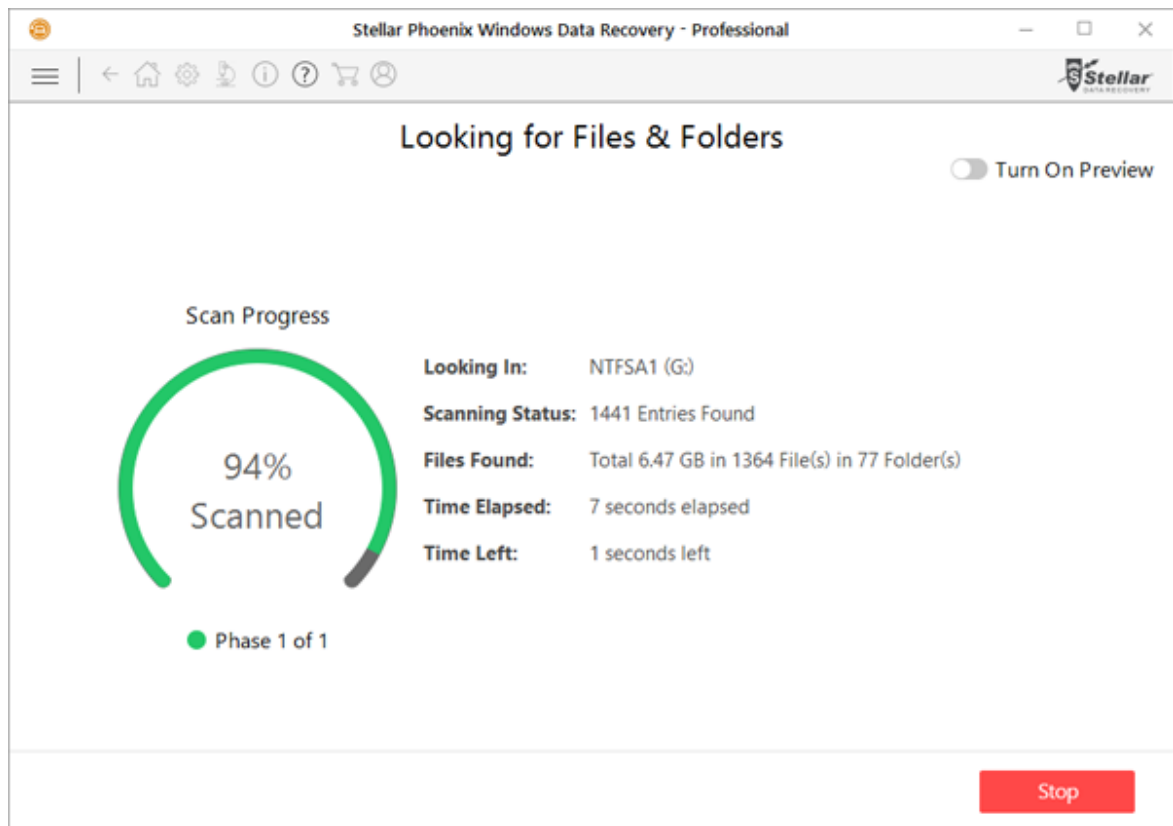 Stellar Phoenix Windows Data Recovery - Professional
Stellar
DATA RECOVERY
Looking for Files & Folders
Turn On Preview
Scan Progress
94%
Scanned
Phase 1 of 1
Looking In: NTFSA1 (G:)
Scanning Status: 1441 Entries Found
Files Found: Total 6.47 GB in 1364 File(s) in 77 Folder(s)
Time Elapsed: 7 seconds elapsed
Time Left: 1 seconds left
Stop